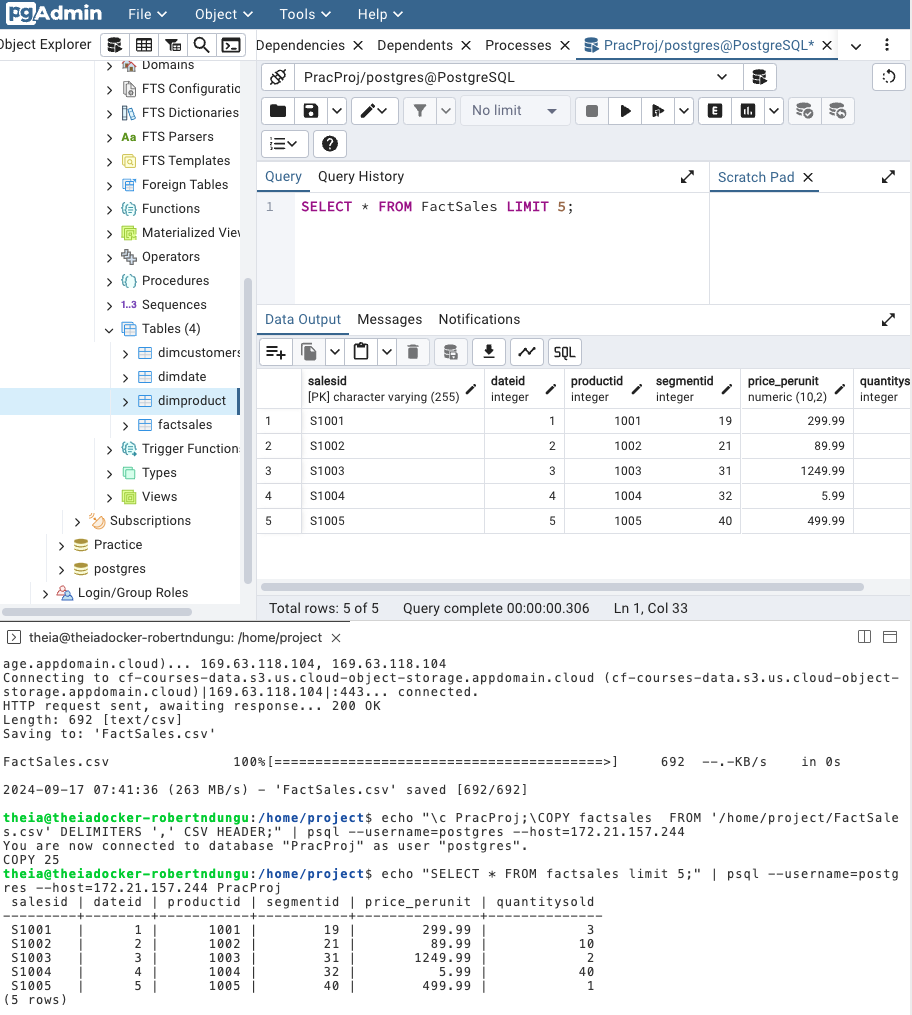 pgAdmin File Object Tools Help
Object Explorer
Dependencies Dependents Processes PracProj/postgres@PostgreSQL*
Domains
FTS Configuratic
FTS Dictionaries
FTS Parsers
FTS Templates
Foreign Tables
Functions
Materialized Viev
Operators
Procedures
1..3 Sequences
Tables (4)
dimcustomers
dimdate
dimproduct
factsales
Trigger Function
Types
Views
Subscriptions
Practice
postgres
Login/Group Roles
PracProj/postgres@PostgreSQL
No limit
E
Query Query History
Scratch Pad
1 SELECT * FROM FactSales LIMIT 5;
Data Output Messages Notifications
SQL
salesid dateid productid segmentid price_perunit quantitys
[PK] character varying (255) integer integer integer numeric (10,2) integer
1 S1001 1 1001 19 299.99
2 S1002 2 1002 21 89.99
3 S1003 3 1003 31 1249.99
4 S1004 4 1004 32 5.99
5 S1005 5 1005 40 499.99
Total rows: 5 of 5 Query complete 00:00:00.306 Ln 1, Col 33
theia@theiadocker-robertndungu: /home/project
age.appdomain.cloud)... 169.63.118.104, 169.63.118.104
Connecting to cf-courses-data.s3.us.cloud-object-storage.appdomain.cloud (cf-courses-data.s3.us.cloud-object-
storage.appdomain.cloud)|169.63.118.104|:443... connected.
HTTP request sent, awaiting response... 200 OK
Length: 692 [text/csv]
Saving to: 'FactSales.csv'
FactSales.csv 100%[========================================>] 692 --.-KB/s in 0s
2024-09-17 07:41:36 (263 MB/s) - 'FactSales.csv' saved [692/692]
theia@theiadocker-robertndungu:/home/project$ echo "\c PracProj;\COPY factsales  FROM '/home/project/FactSale
s.csv' DELIMITERS ',' CSV HEADER;" | psql --username=postgres --host=172.21.157.244
You are now connected to database "PracProj" as user "postgres".
COPY 25
theia@theiadocker-robertndungu:/home/project$ echo "SELECT * FROM factsales limit 5;" | psql --username=postg
res --host=172.21.157.244 PracProj
salesid | dateid | productid | segmentid | price_perunit | quantitysold
---------+--------+-----------+-----------+---------------+--------------
S1001 | 1 | 1001 | 19 | 299.99 | 3
S1002 | 2 | 1002 | 21 | 89.99 | 10
S1003 | 3 | 1003 | 31 | 1249.99 | 2
S1004 | 4 | 1004 | 32 | 5.99 | 40
S1005 | 5 | 1005 | 40 | 499.99 | 1
(5 rows)